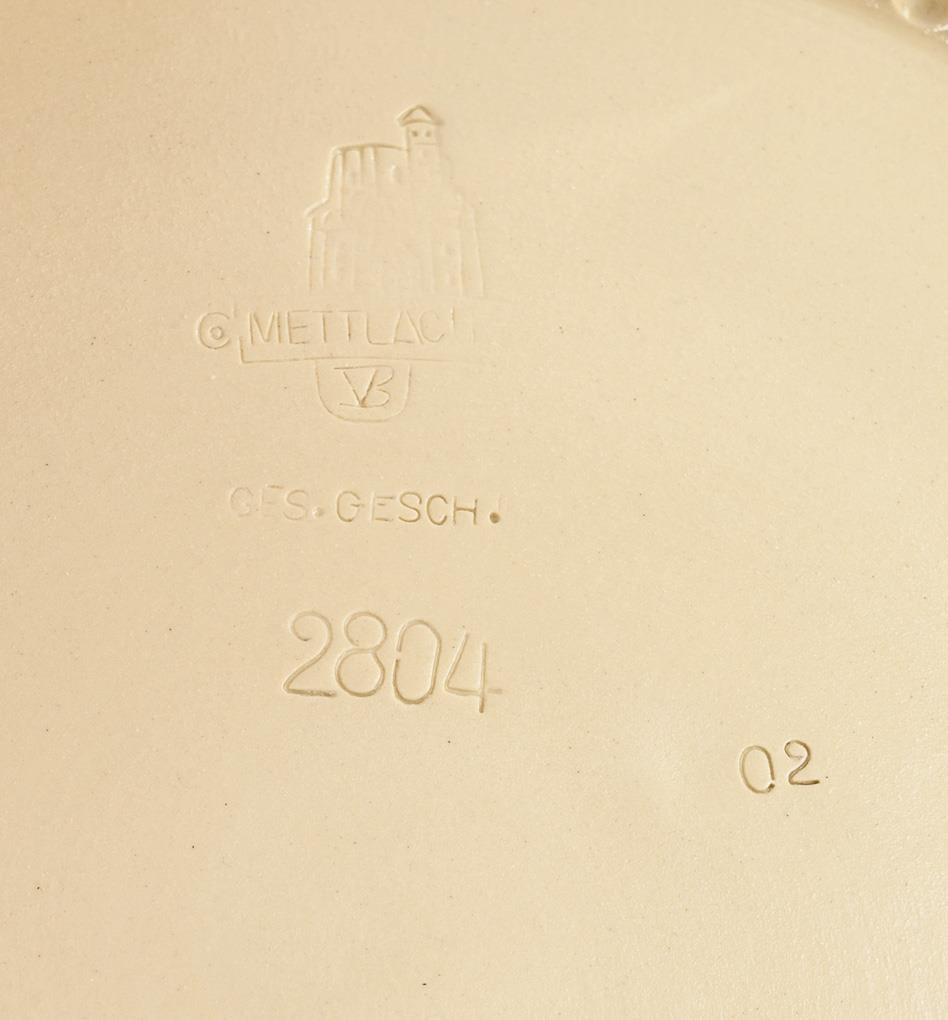 © METTLACH
VB
GES. GESCH.
2804
02